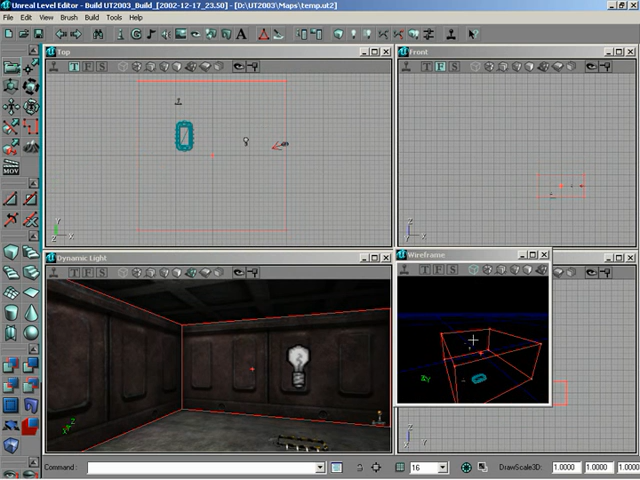 Unreal Level Editor - Build UT2003_Build_[2002-12-17_23.50] - [D:\UT2003\Maps\temp.ut2]
File Edit View Brush Build Tools Help
Top
Front
T F S
T F S
Y
X
Z
Z
X
Dynamic Light
Wireframe
T F S
T F S
MOV
Z
Y
Command :
16
DrawScale3D: 1.0000 1.0000 1.0000